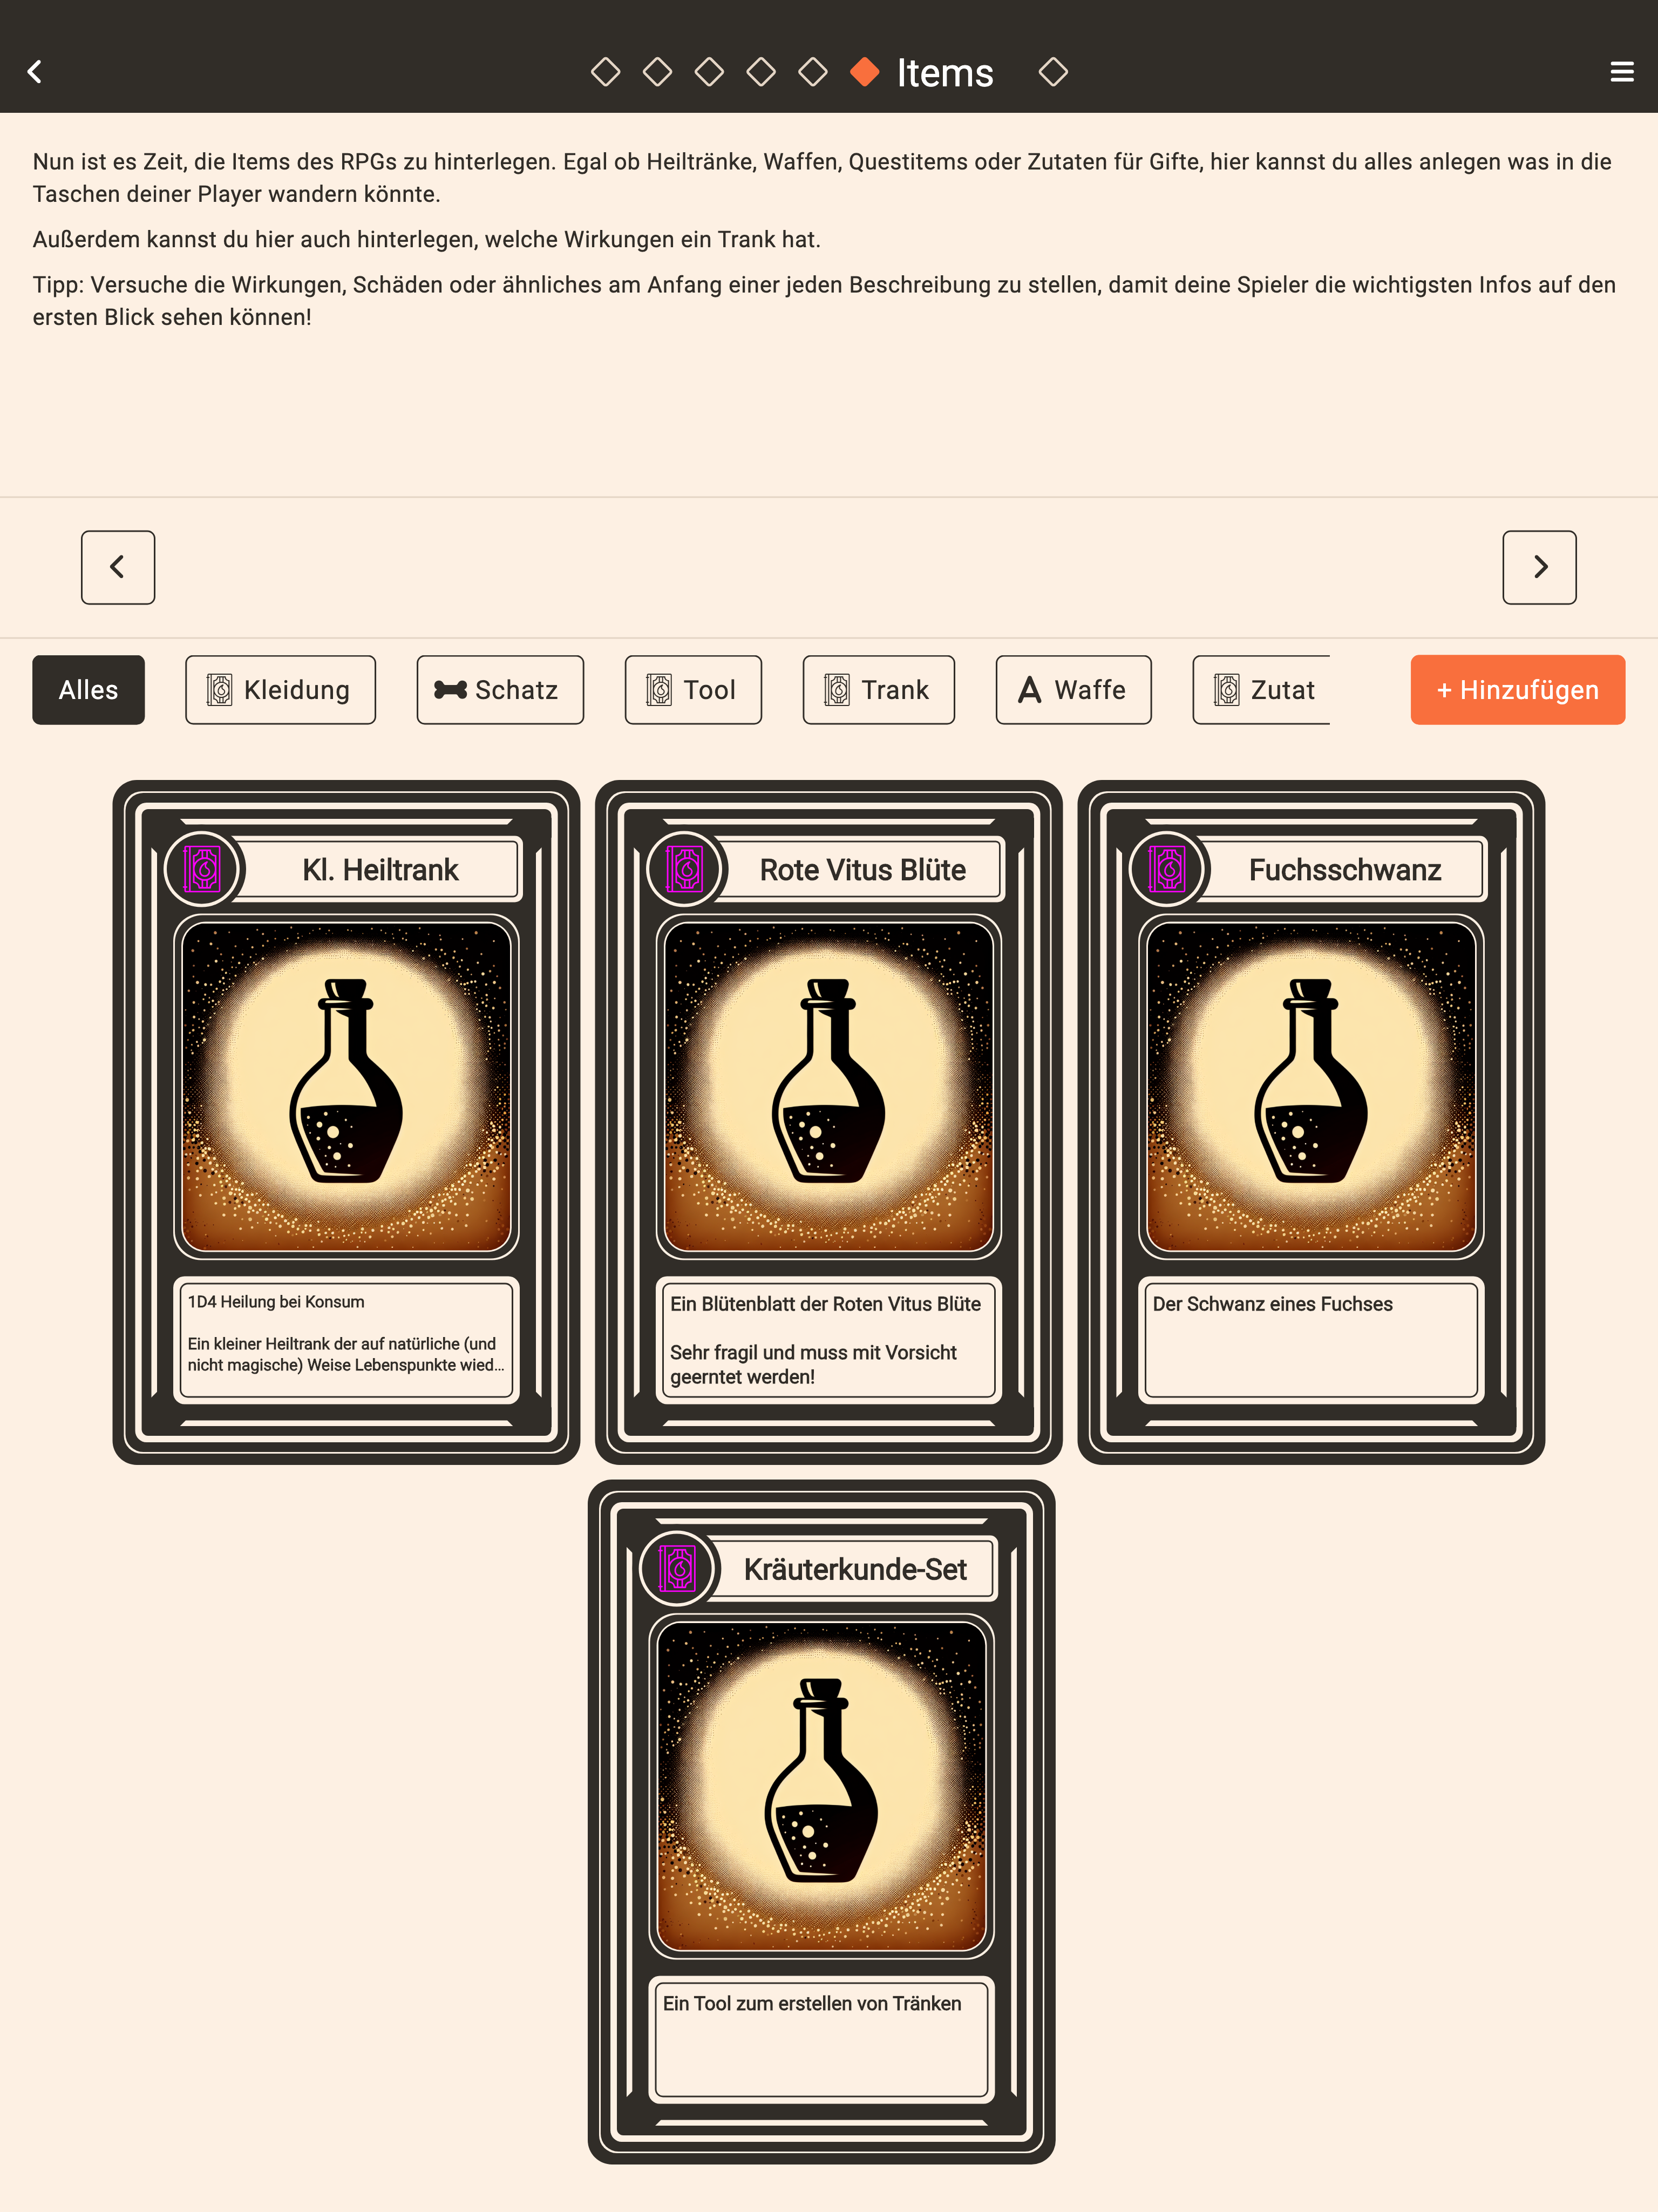 Items
Nun ist es Zeit, die Items des RPGs zu hinterlegen. Egal ob Heiltränke, Waffen, Questitems oder Zutaten für Gifte, hier kannst du alles anlegen was in die
Taschen deiner Player wandern könnte.
Außerdem kannst du hier auch hinterlegen, welche Wirkungen ein Trank hat.
Tipp: Versuche die Wirkungen, Schäden oder ähnliches am Anfang einer jeden Beschreibung zu stellen, damit deine Spieler die wichtigsten Infos auf den
ersten Blick sehen können!
Alles
Kleidung
Schatz
Tool
Trank
Waffe
Zutat
+ Hinzufügen
Kl. Heiltrank
1D4 Heilung bei Konsum
Ein kleiner Heiltrank der auf natürliche (und
nicht magische) Weise Lebenspunkte wied...
Rote Vitus Blüte
Ein Blütenblatt der Roten Vitus Blüte
Sehr fragil und muss mit Vorsicht
geerntet werden!
Fuchsschwanz
Der Schwanz eines Fuchses
Kräuterkunde-Set
Ein Tool zum erstellen von Tränken